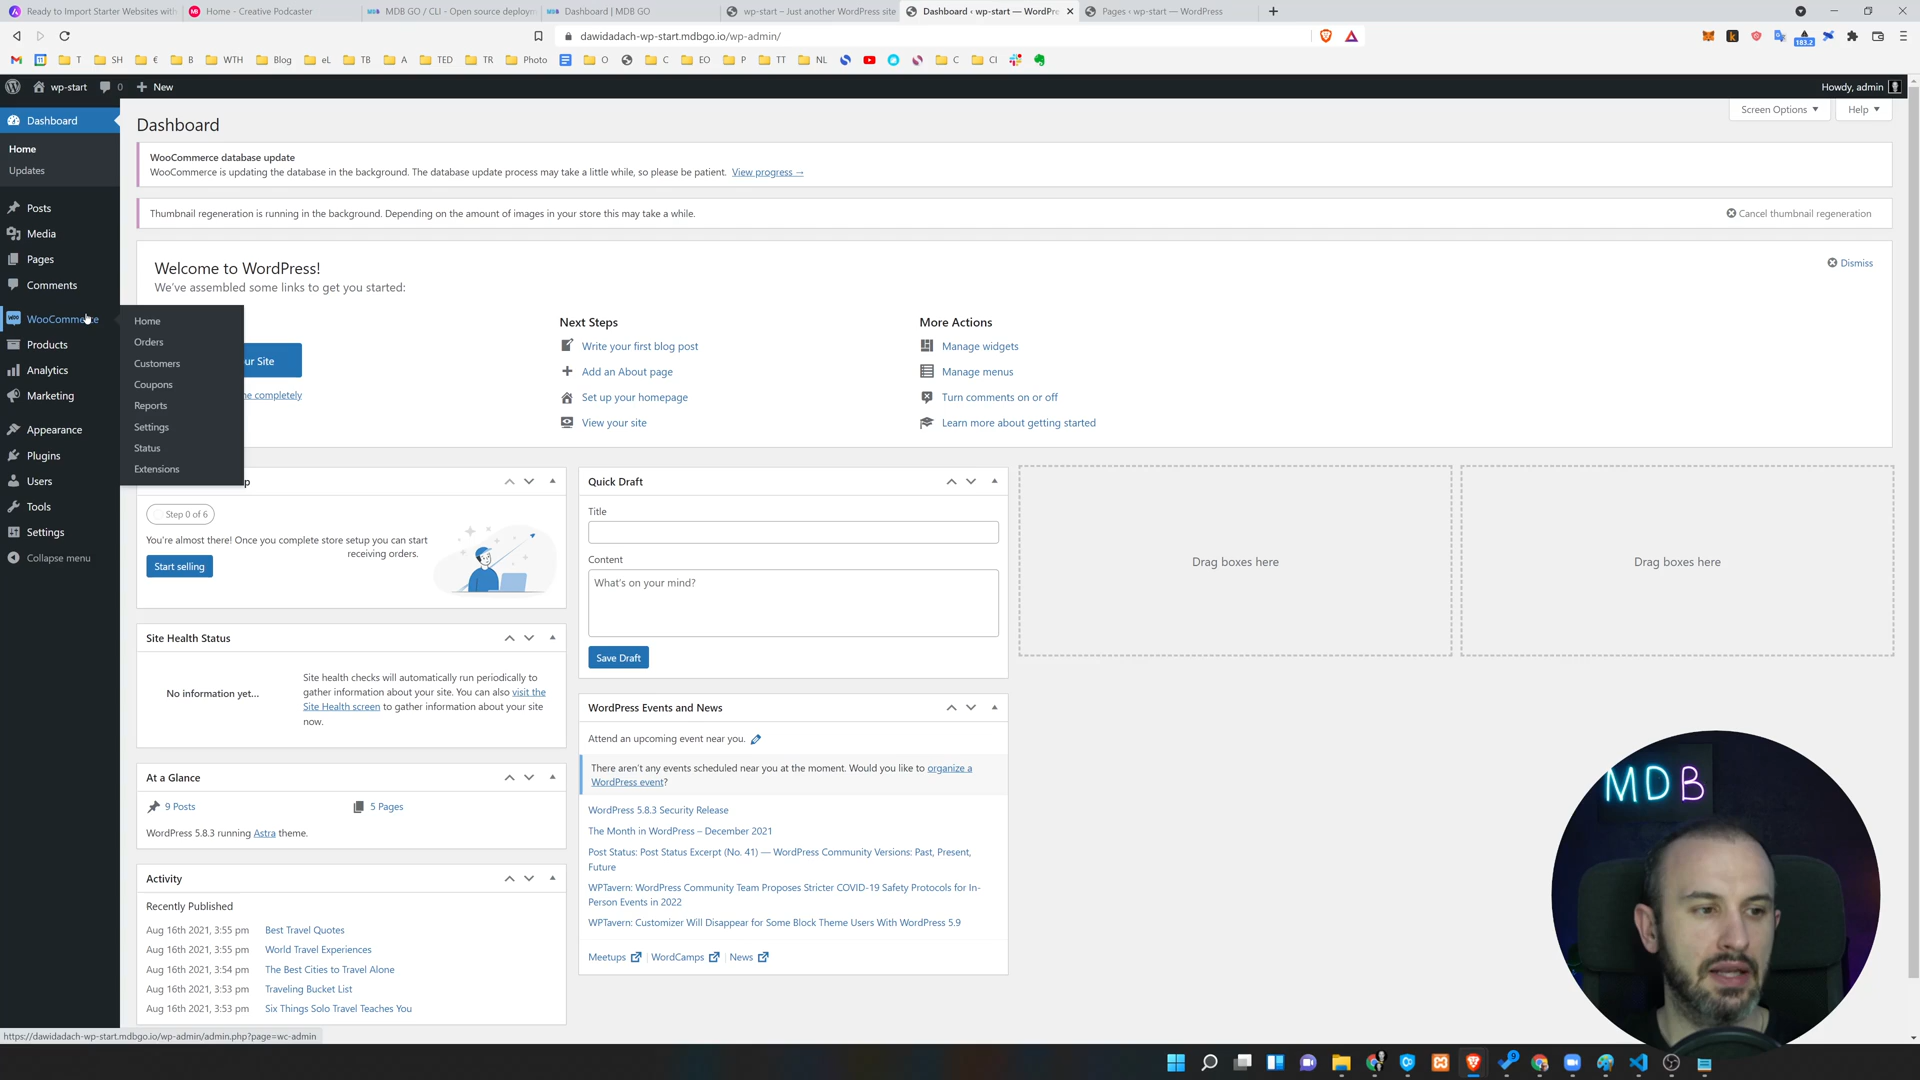 Ready to Import Starter Websites with
Home - Creative Podcaster
MDB GO / CLI - Open source deploym
Dashboard | MDB GO
wp-start – Just another WordPress site
Dashboard ‹ wp-start — WordPre
Pages ‹ wp-start — WordPress
dawidadach-wp-start.mdbgo.io/wp-admin/
183.2
T
SH
€
B
WTH
Blog
eL
TB
A
TED
TR
Photo
O
C
EO
P
TT
NL
C
CI
wp-start
0
New
Howdy, admin
Dashboard
Home
Updates
Posts
Media
Pages
Comments
WooCommerce
Products
Analytics
Marketing
Appearance
Plugins
Users
Tools
Settings
Collapse menu
Home
Orders
Customers
Coupons
Reports
Settings
Status
Extensions
Screen Options
Help
Dashboard
WooCommerce database update
WooCommerce is updating the database in the background. The database update process may take a little while, so please be patient. View progress →
Thumbnail regeneration is running in the background. Depending on the amount of images in your store this may take a while.
Cancel thumbnail regeneration
Welcome to WordPress!
We've assembled some links to get you started:
Dismiss
our Site
me completely
Next Steps
Write your first blog post
Add an About page
Set up your homepage
View your site
More Actions
Manage widgets
Manage menus
Turn comments on or off
Learn more about getting started
p
Step 0 of 6
You're almost there! Once you complete store setup you can start
receiving orders.
Start selling
Site Health Status
No information yet...
Site health checks will automatically run periodically to
gather information about your site. You can also visit the
Site Health screen to gather information about your site
now.
At a Glance
9 Posts
5 Pages
WordPress 5.8.3 running Astra theme.
Activity
Recently Published
Aug 16th 2021, 3:55 pm Best Travel Quotes
Aug 16th 2021, 3:55 pm World Travel Experiences
Aug 16th 2021, 3:54 pm The Best Cities to Travel Alone
Aug 16th 2021, 3:53 pm Traveling Bucket List
Aug 16th 2021, 3:53 pm Six Things Solo Travel Teaches You
Quick Draft
Title
Content
What's on your mind?
Save Draft
WordPress Events and News
Attend an upcoming event near you.
There aren't any events scheduled near you at the moment. Would you like to organize a
WordPress event?
WordPress 5.8.3 Security Release
The Month in WordPress – December 2021
Post Status: Post Status Excerpt (No. 41) — WordPress Community Versions: Past, Present,
Future
WPTavern: WordPress Community Team Proposes Stricter COVID-19 Safety Protocols for In-
Person Events in 2022
WPTavern: Customizer Will Disappear for Some Block Theme Users With WordPress 5.9
Meetups
WordCamps
News
Drag boxes here
Drag boxes here
MDB
https://dawidadach-wp-start.mdbgo.io/wp-admin/admin.php?page=wc-admin